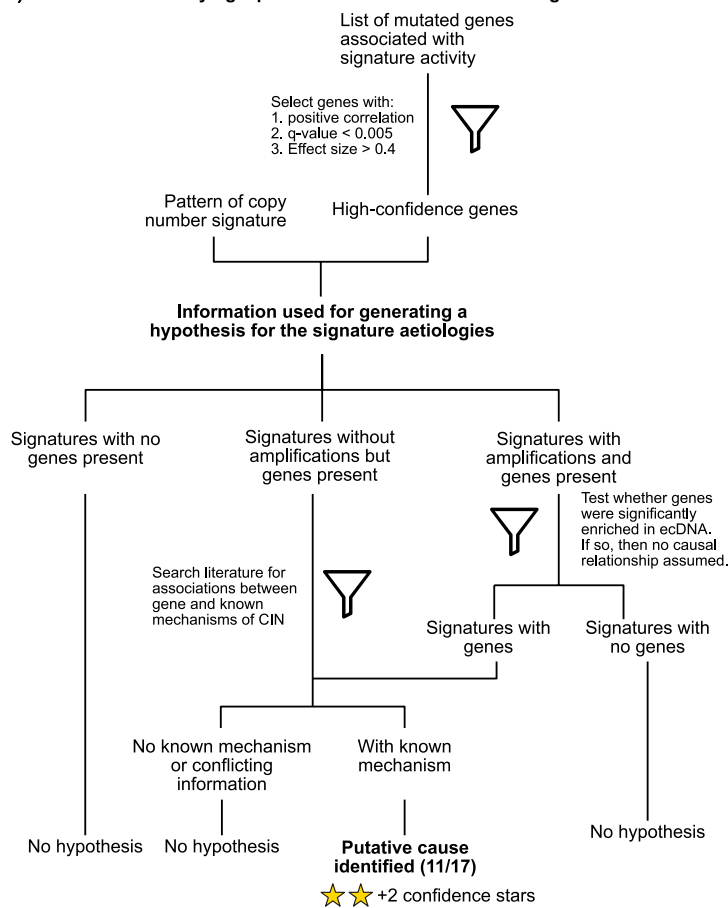 List of mutated genes
associated with
signature activity
Select genes with:
1. positive correlation
2. q-value < 0.005
3. Effect size > 0.4
Pattern of copy
number signature
High-confidence genes
Information used for generating a
hypothesis for the signature aetiologies
Signatures with no
genes present
Signatures without
amplifications but
genes present
Signatures with
amplifications and
genes present
Test whether genes
were significantly
enriched in ecDNA.
If so, then no causal
relationship assumed.
Search literature for
associations between
gene and known
mechanisms of CIN
Signatures with
genes
Signatures with
no genes
No known mechanism
or conflicting
information
With known
mechanism
No hypothesis
No hypothesis
Putative cause
identified (11/17)
+2 confidence stars
No hypothesis